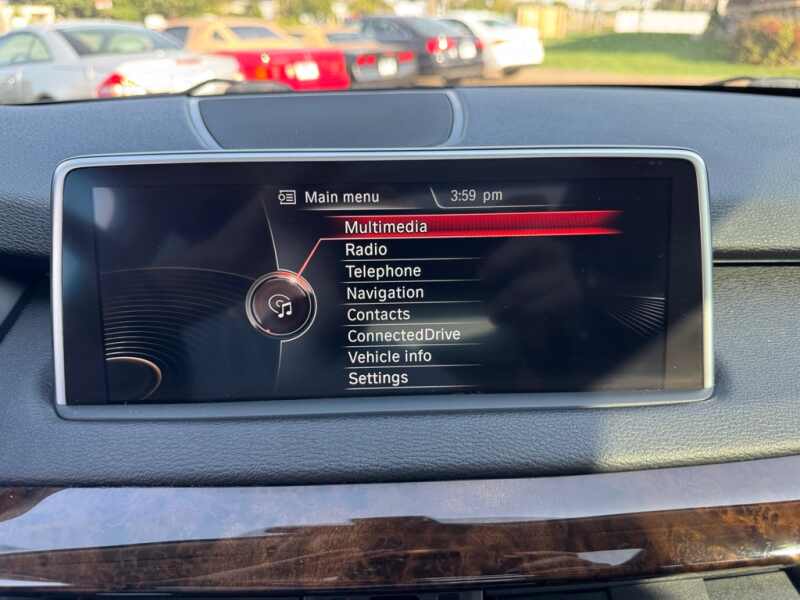 Main menu
3:59 pm
Multimedia
Radio
Telephone
Navigation
Contacts
ConnectedDrive
Vehicle info
Settings